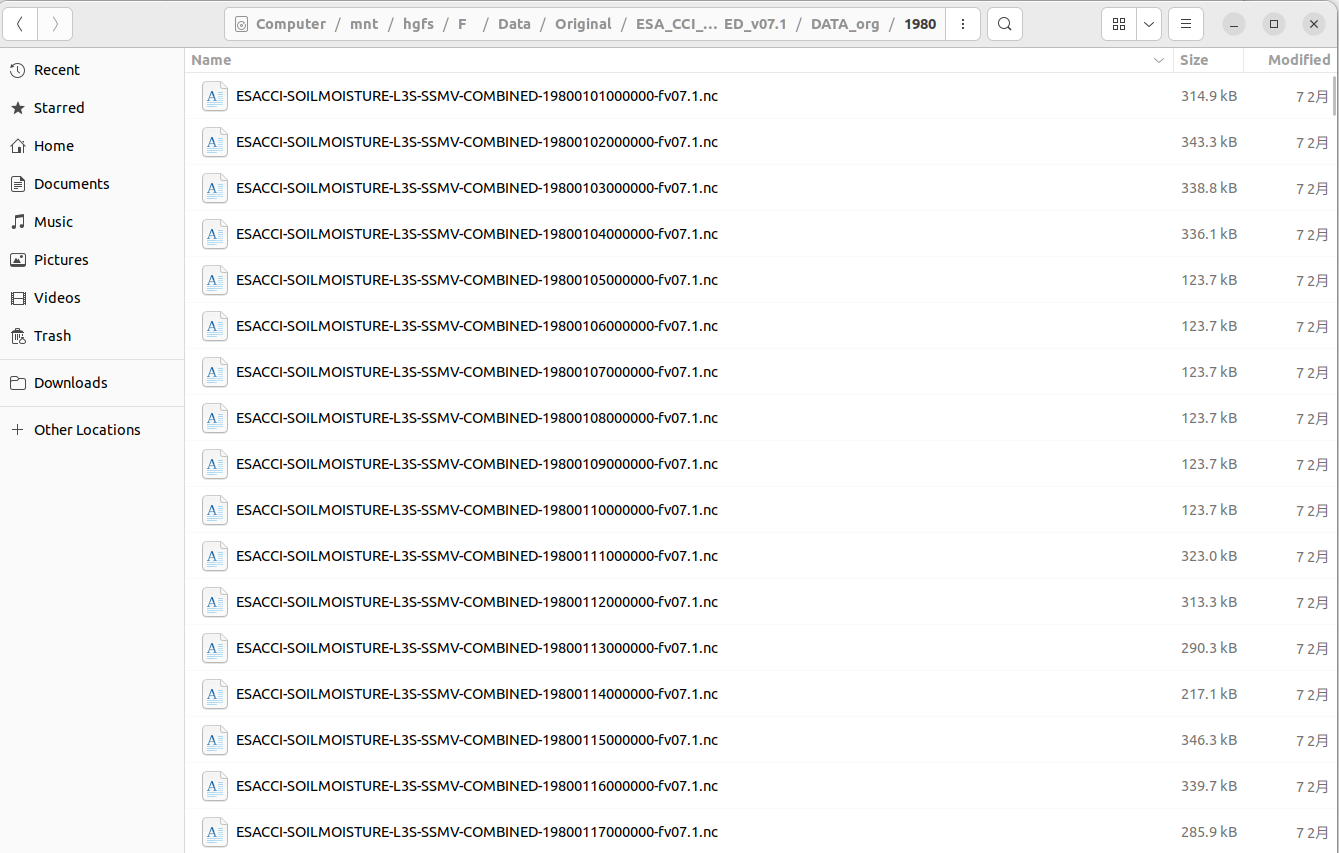 Computer / mnt / hgfs / F / Data / Original / ESA_CCI_... ED_v07.1 / DATA_org / 1980
Recent
Starred
Home
Documents
Music
Pictures
Videos
Trash
Downloads
+ Other Locations
Name Size Modified
ESACCI-SOILMOISTURE-L3S-SSMV-COMBINED-19800101000000-fv07.1.nc 314.9 kB 7 2月
ESACCI-SOILMOISTURE-L3S-SSMV-COMBINED-19800102000000-fv07.1.nc 343.3 kB 7 2月
ESACCI-SOILMOISTURE-L3S-SSMV-COMBINED-19800103000000-fv07.1.nc 338.8 kB 7 2月
ESACCI-SOILMOISTURE-L3S-SSMV-COMBINED-19800104000000-fv07.1.nc 336.1 kB 7 2月
ESACCI-SOILMOISTURE-L3S-SSMV-COMBINED-19800105000000-fv07.1.nc 123.7 kB 7 2月
ESACCI-SOILMOISTURE-L3S-SSMV-COMBINED-19800106000000-fv07.1.nc 123.7 kB 7 2月
ESACCI-SOILMOISTURE-L3S-SSMV-COMBINED-19800107000000-fv07.1.nc 123.7 kB 7 2月
ESACCI-SOILMOISTURE-L3S-SSMV-COMBINED-19800108000000-fv07.1.nc 123.7 kB 7 2月
ESACCI-SOILMOISTURE-L3S-SSMV-COMBINED-19800109000000-fv07.1.nc 123.7 kB 7 2月
ESACCI-SOILMOISTURE-L3S-SSMV-COMBINED-19800110000000-fv07.1.nc 123.7 kB 7 2月
ESACCI-SOILMOISTURE-L3S-SSMV-COMBINED-19800111000000-fv07.1.nc 323.0 kB 7 2月
ESACCI-SOILMOISTURE-L3S-SSMV-COMBINED-19800112000000-fv07.1.nc 313.3 kB 7 2月
ESACCI-SOILMOISTURE-L3S-SSMV-COMBINED-19800113000000-fv07.1.nc 290.3 kB 7 2月
ESACCI-SOILMOISTURE-L3S-SSMV-COMBINED-19800114000000-fv07.1.nc 217.1 kB 7 2月
ESACCI-SOILMOISTURE-L3S-SSMV-COMBINED-19800115000000-fv07.1.nc 346.3 kB 7 2月
ESACCI-SOILMOISTURE-L3S-SSMV-COMBINED-19800116000000-fv07.1.nc 339.7 kB 7 2月
ESACCI-SOILMOISTURE-L3S-SSMV-COMBINED-19800117000000-fv07.1.nc 285.9 kB 7 2月